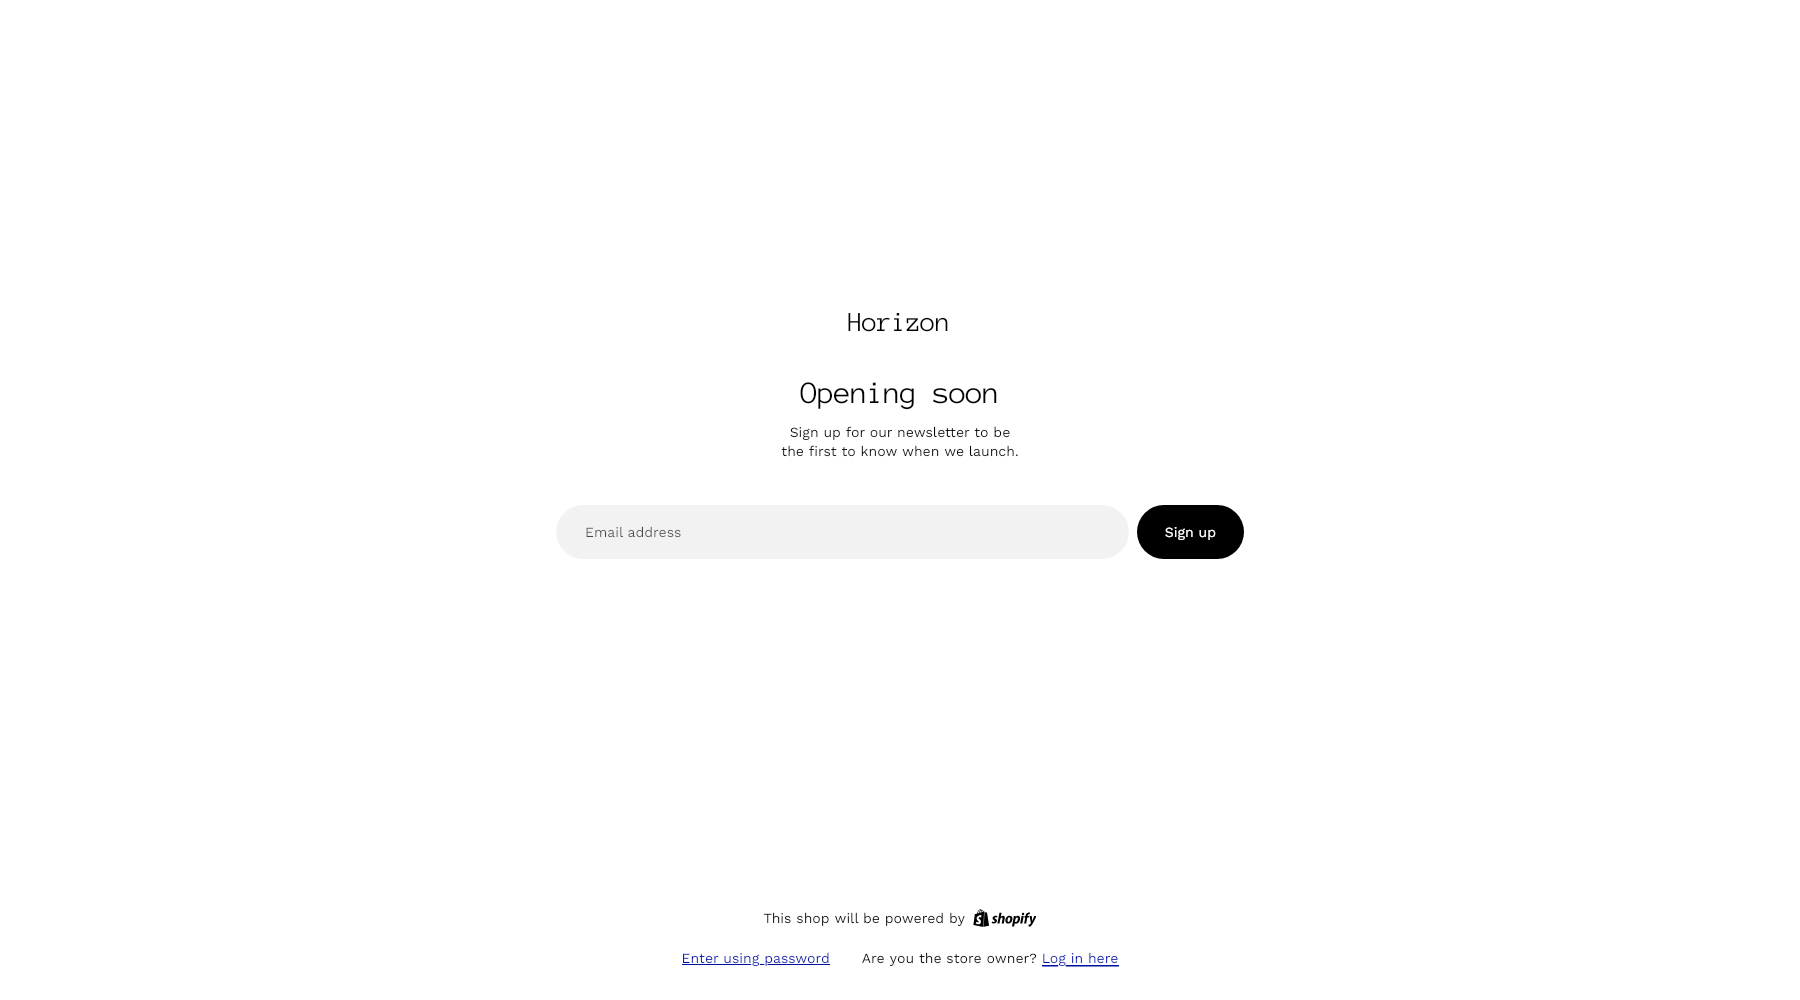 Horizon
Opening soon
Sign up for our newsletter to be
the first to know when we launch.
Email address
Sign up
This shop will be powered by shopify
Enter using password
Are you the store owner? Log in here